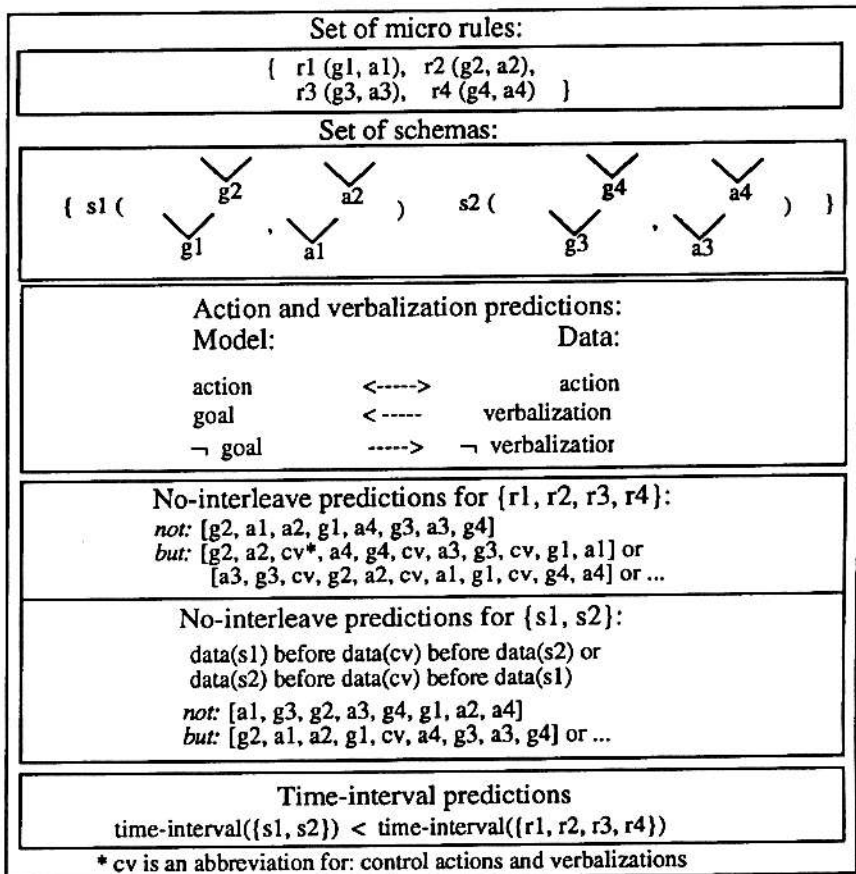 Set of micro rules:
{ r1 (g1, a1), r2 (g2, a2),
r3 (g3, a3), r4 (g4, a4) }
Set of schemas:
g2 a2 g4 a4
{ s1 ( , ) s2 ( , ) }
g1 a1 g3 a3
Action and verbalization predictions:
Model: Data:
action <-----> action
goal <----- verbalization
¬ goal -----> ¬ verbalizatior
No-interleave predictions for {r1, r2, r3, r4}:
not: [g2, a1, a2, g1, a4, g3, a3, g4]
but: [g2, a2, cv*, a4, g4, cv, a3, g3, cv, g1, a1] or
[a3, g3, cv, g2, a2, cv, a1, g1, cv, g4, a4] or ...
No-interleave predictions for {s1, s2}:
data(s1) before data(cv) before data(s2) or
data(s2) before data(cv) before data(s1)
not: [a1, g3, g2, a3, g4, g1, a2, a4]
but: [g2, a1, a2, g1, cv, a4, g3, a3, g4] or ...
Time-interval predictions
time-interval({s1, s2}) < time-interval({r1, r2, r3, r4})
* cv is an abbreviation for: control actions and verbalizations